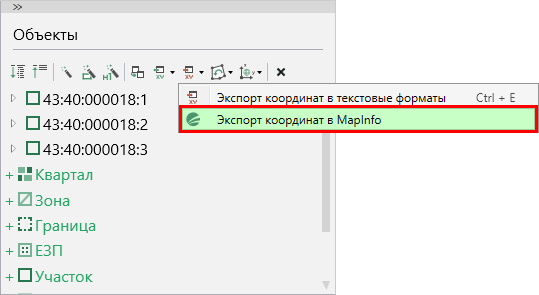 »
Объекты
Экспорт координат в текстовые форматы Ctrl + E
Экспорт координат в MapInfo
43:40:000018:1
43:40:000018:2
43:40:000018:3
+ Квартал
+ Зона
+ Граница
+ ЕЗП
+ Участок